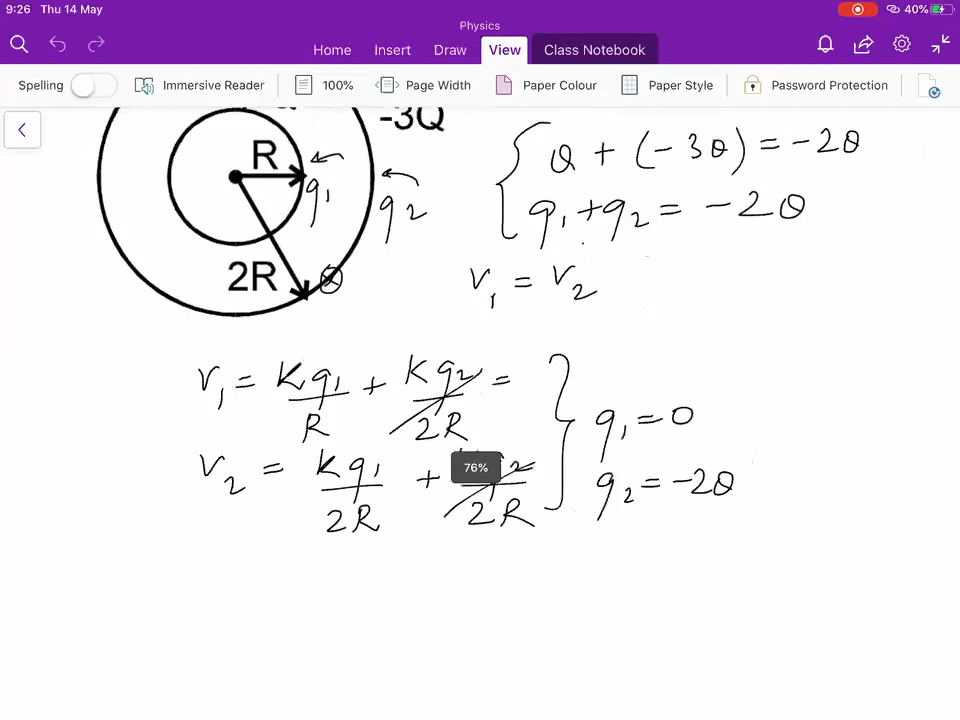 9:26 Thu 14 May 40%
Physics
Home Insert Draw View Class Notebook
Spelling Immersive Reader 100% Page Width Paper Colour Paper Style Password Protection
-3Q
R
q1
q2
2R
Q + (-3Q) = -2Q
q1 + q2 = -2Q
V1 = V2
V1 = Kq1/R + Kq2/2R =
V2 = Kq1/2R + 2/2R
76%
q1 = 0
q2 = -2Q